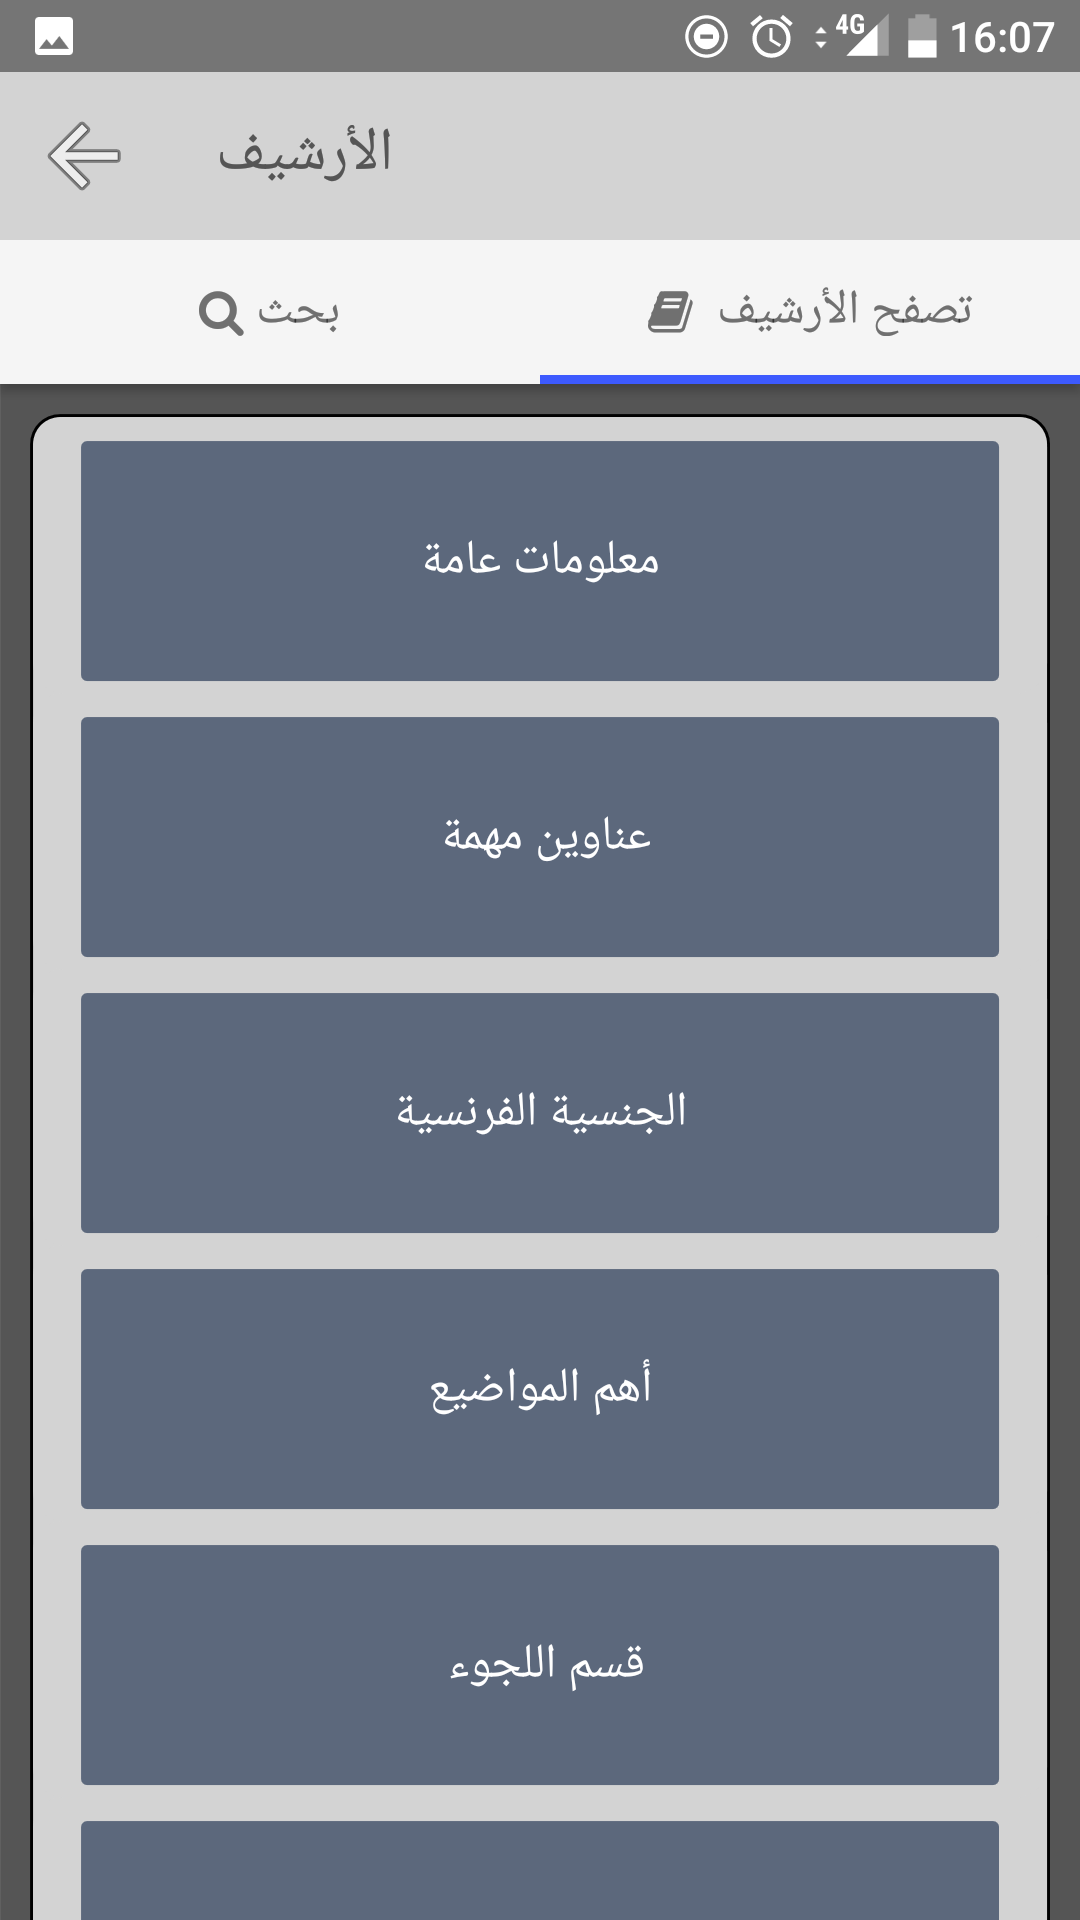 4G 16:07
الأرشيف
تصفح الأرشيف
بحث
معلومات عامة
عناوين مهمة
الجنسية الفرنسية
أهم المواضيع
قسم اللجوء